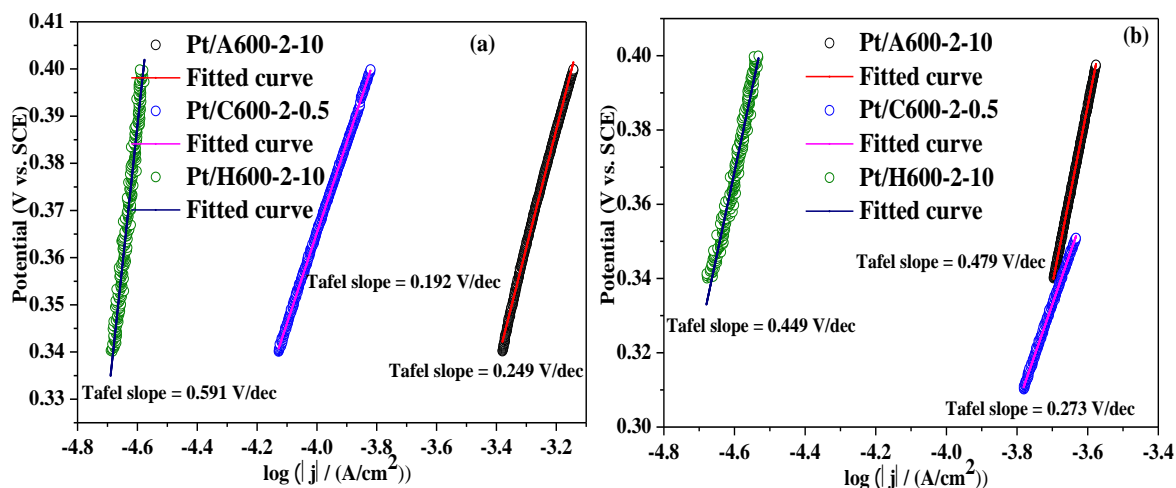 (a)
Pt/A600-2-10
Fitted curve
Pt/C600-2-0.5
Fitted curve
Pt/H600-2-10
Fitted curve
Tafel slope = 0.192 V/dec
Tafel slope = 0.249 V/dec
Tafel slope = 0.591 V/dec
Potential (V vs. SCE)
0.41
0.40
0.39
0.38
0.37
0.36
0.35
0.34
0.33
-4.8 -4.6 -4.4 -4.2 -4.0 -3.8 -3.6 -3.4 -3.2
log (|j| / (A/cm²))
(b)
Pt/A600-2-10
Fitted curve
Pt/C600-2-0.5
Fitted curve
Pt/H600-2-10
Fitted curve
Tafel slope = 0.479 V/dec
Tafel slope = 0.449 V/dec
Tafel slope = 0.273 V/dec
Potential (V vs. SCE)
0.40
0.38
0.36
0.34
0.32
0.30
-4.8 -4.6 -4.4 -4.2 -4.0 -3.8 -3.6 -3.4
log (|j| / (A/cm²))